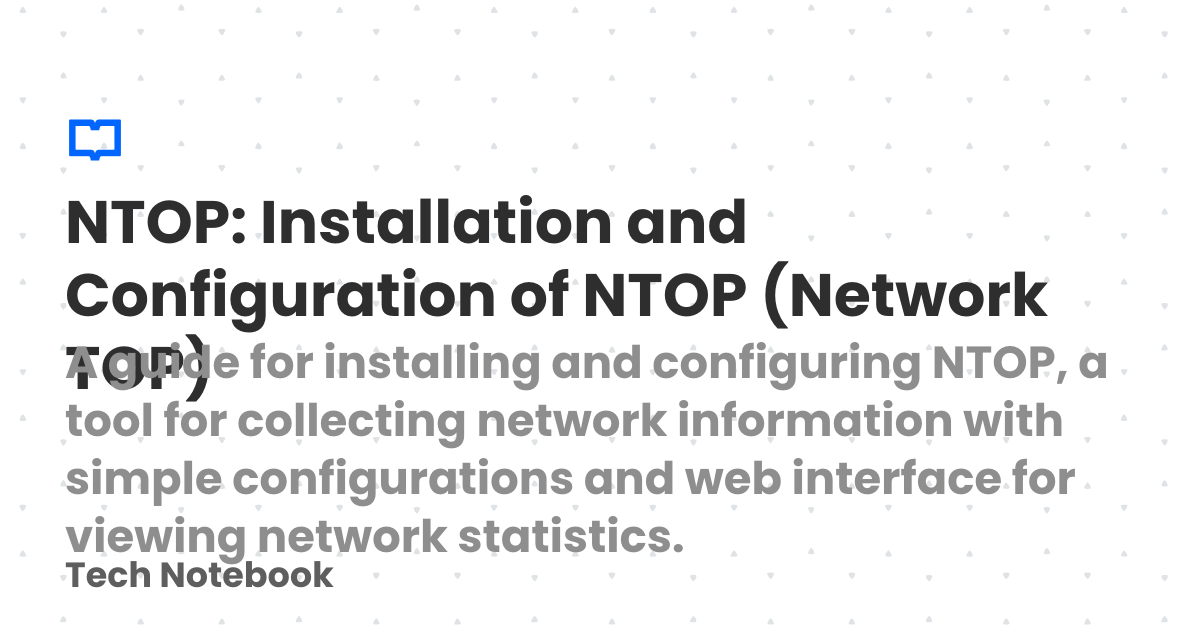 NTOP: Installation and
Configuration of NTOP (Network
TOP)
A guide for installing and configuring NTOP, a
tool for collecting network information with
simple configurations and web interface for
viewing network statistics.
Tech Notebook